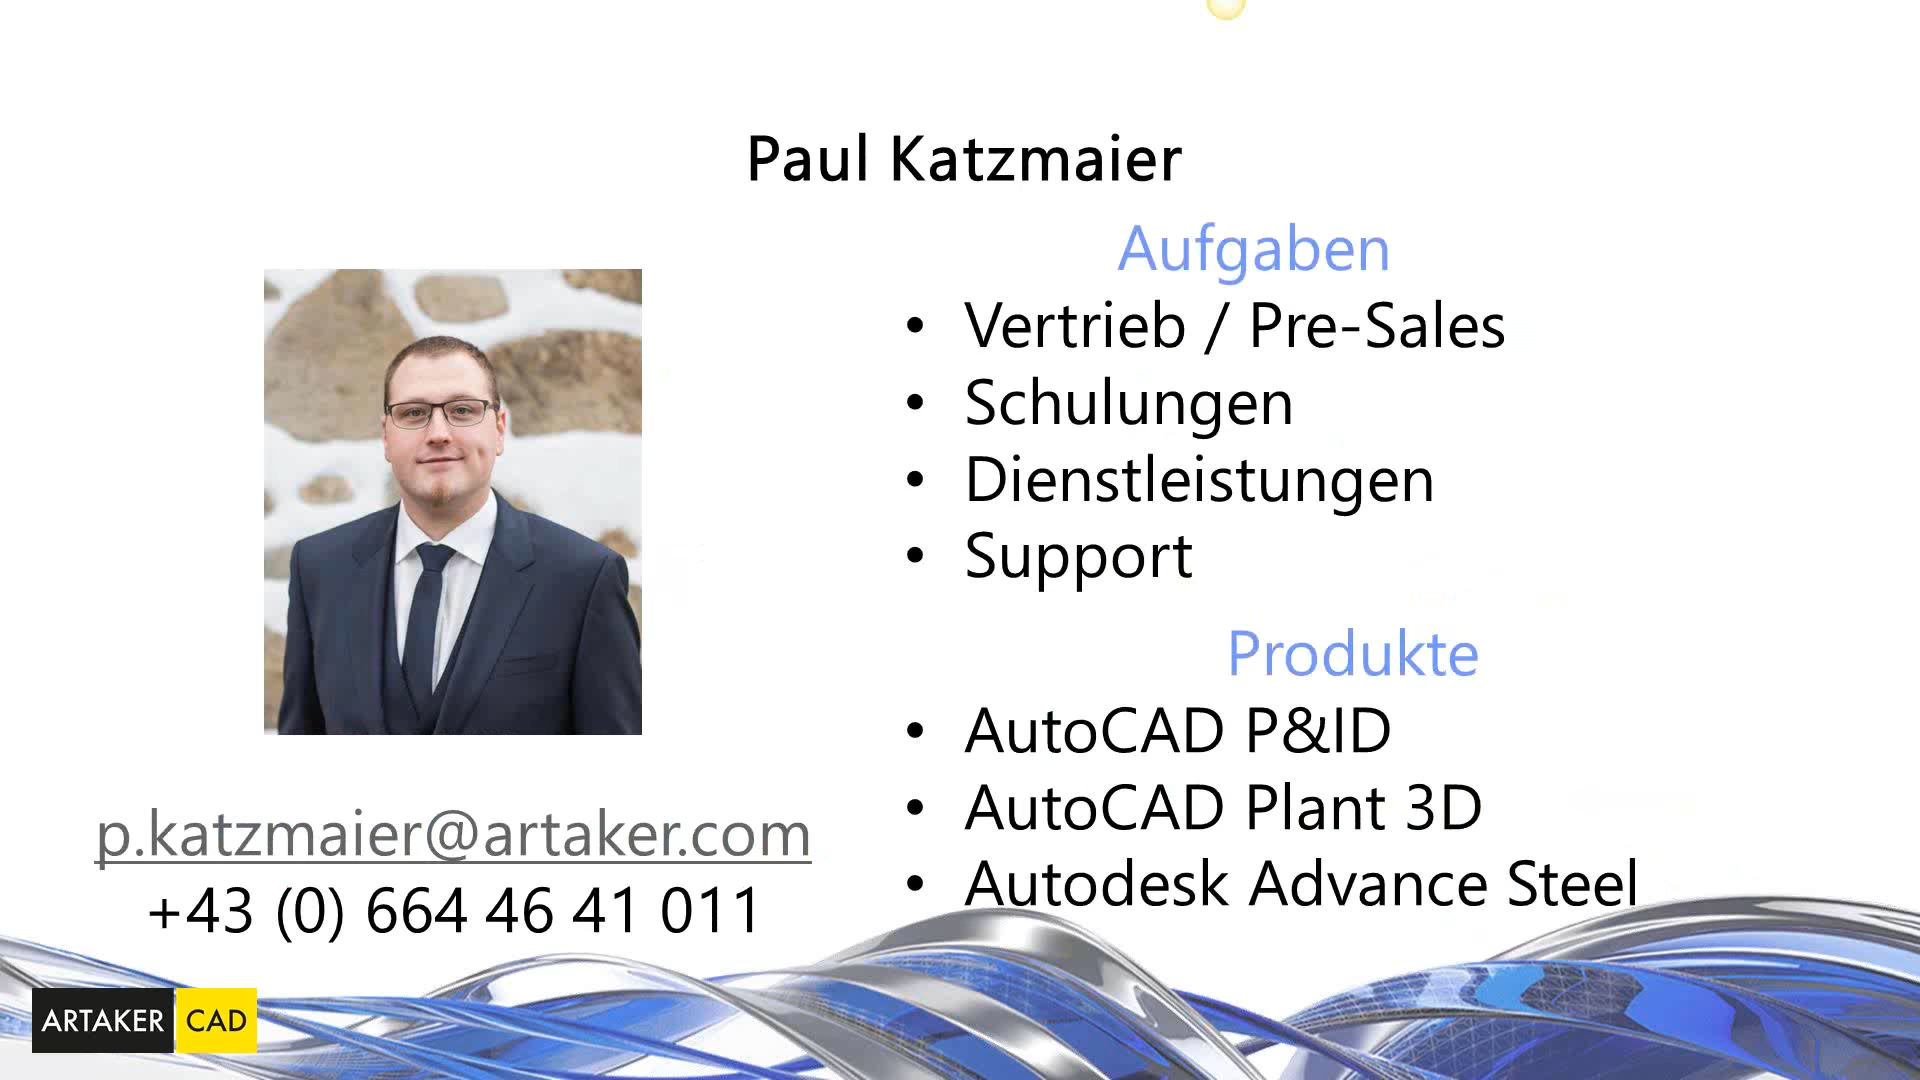 Paul Katzmaier
Aufgaben
• Vertrieb / Pre-Sales
• Schulungen
• Dienstleistungen
• Support
Produkte
• AutoCAD P&ID
• AutoCAD Plant 3D
• Autodesk Advance Steel
p.katzmaier@artaker.com
+43 (0) 664 46 41 011
ARTAKER CAD